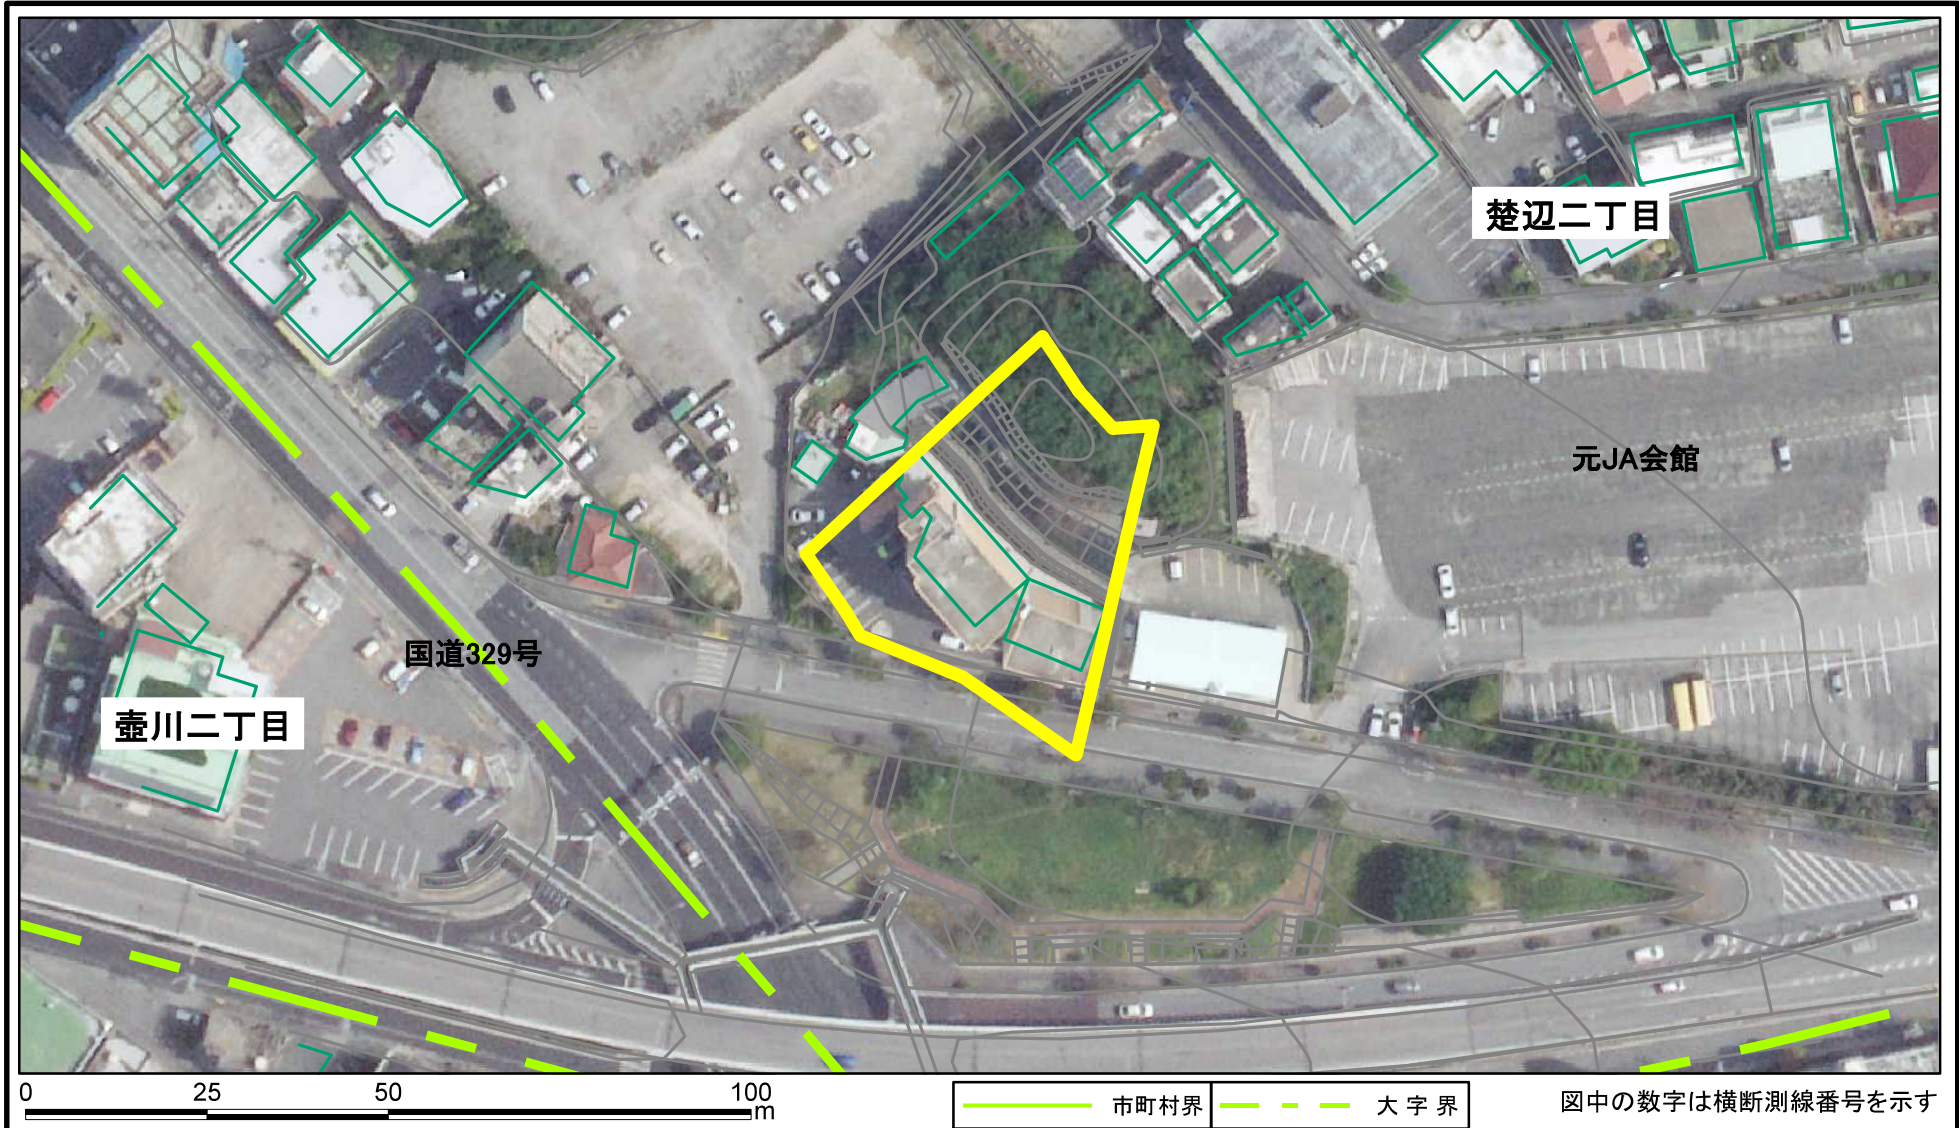 楚辺二丁目
元JA会館
国道329号
壺川二丁目
0 25 50 100
m
市町村界
大字界
図中の数字は横断測線番号を示す